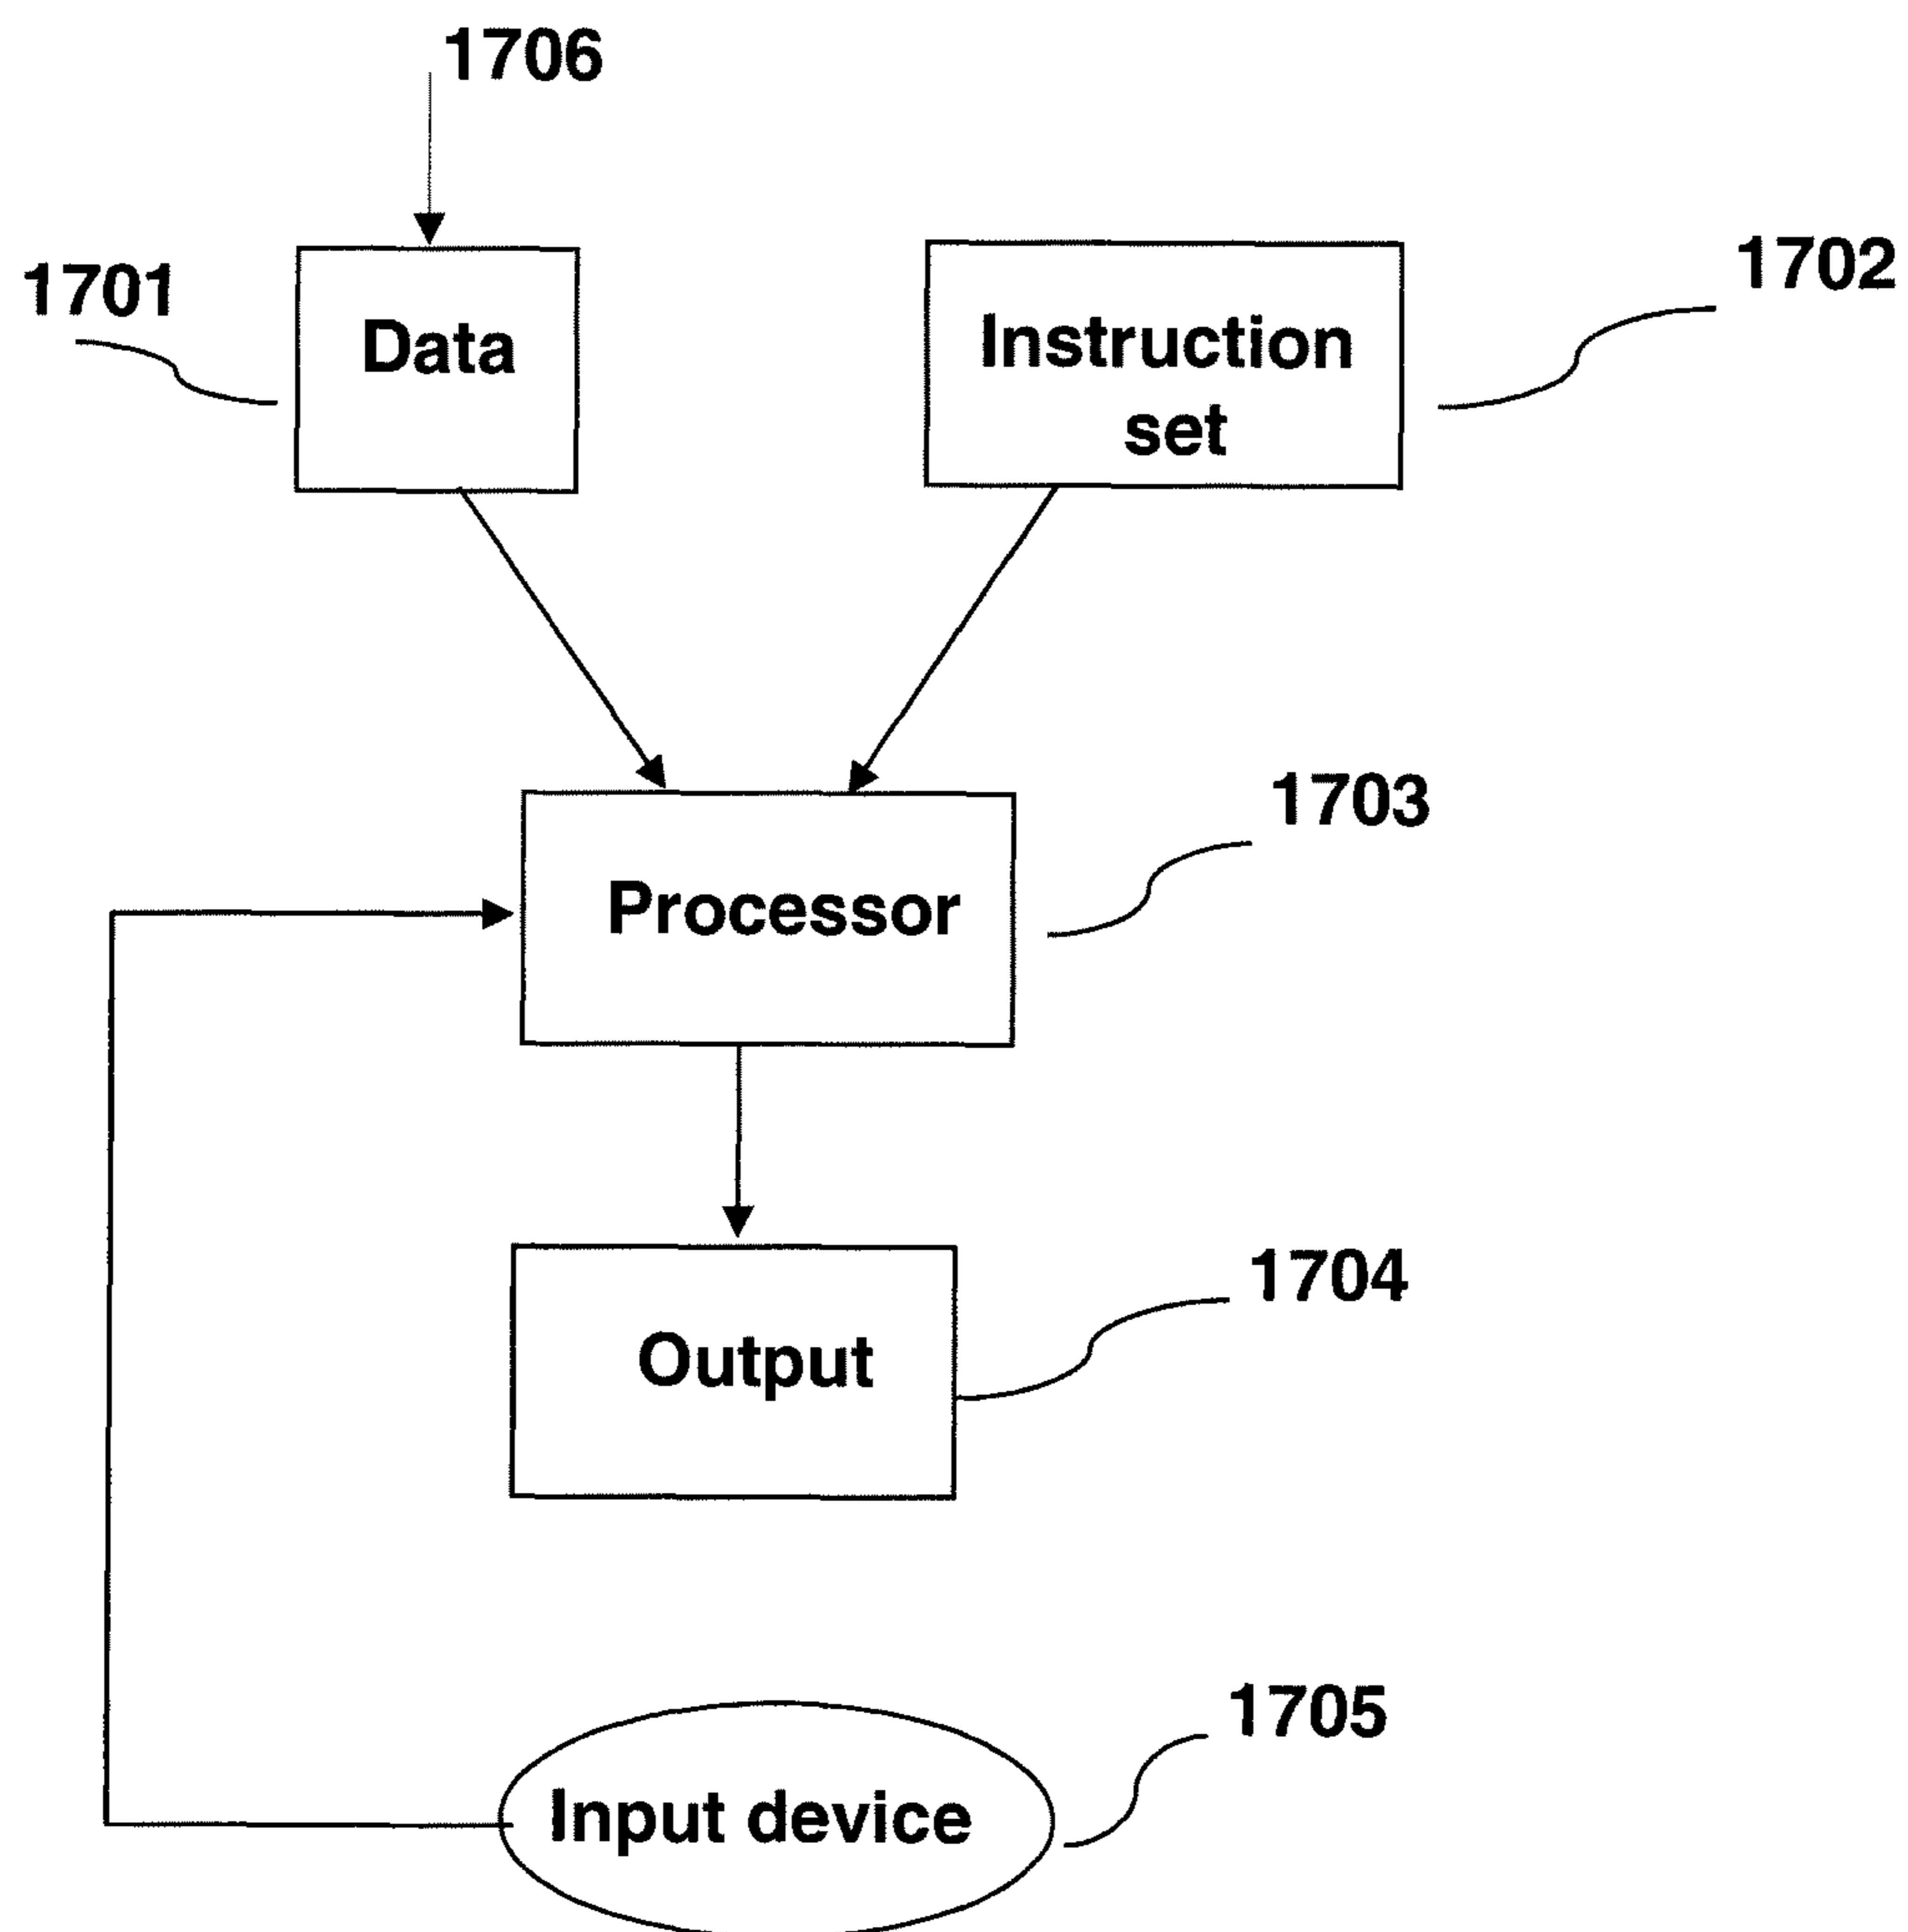 1706
1701
Data
Instruction
set
1702
1703
Processor
1704
Output
1705
Input device